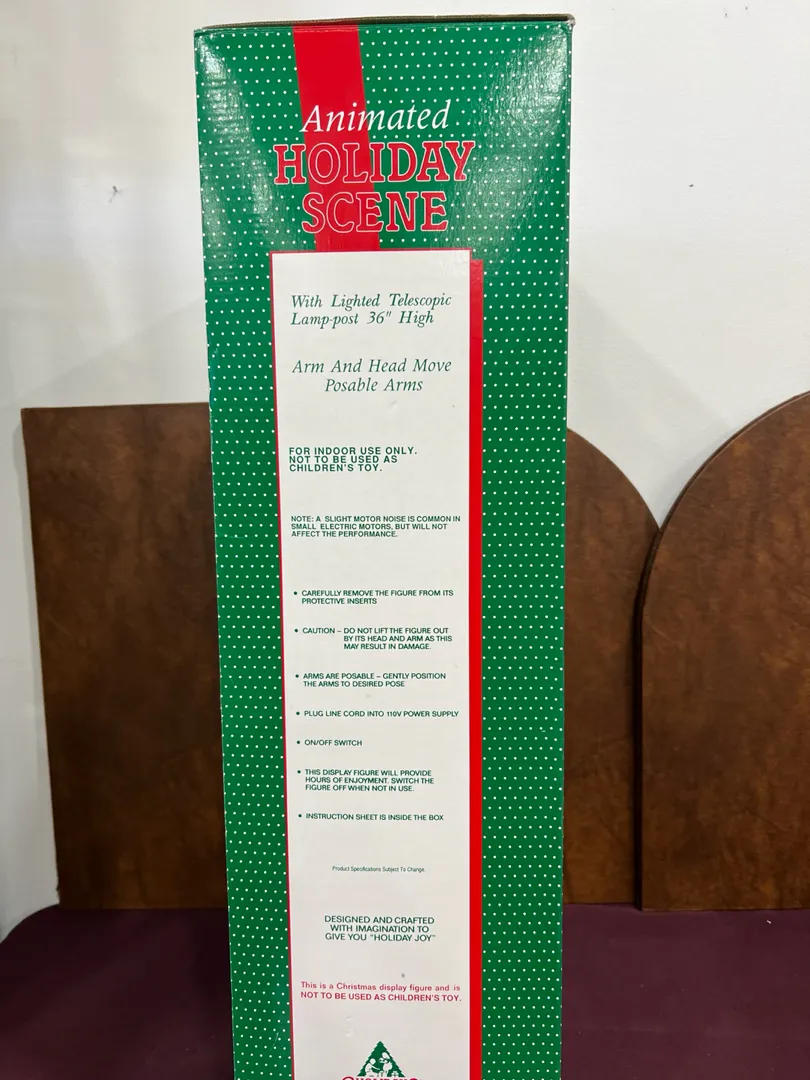 Animated
HOLIDAY
SCENE
With Lighted Telescopic
Lamp-post 36" High
Arm And Head Move
Posable Arms
FOR INDOOR USE ONLY.
NOT TO BE USED AS
CHILDREN'S TOY.
NOTE: A SLIGHT MOTOR NOISE IS COMMON IN
SMALL ELECTRIC MOTORS, BUT WILL NOT
AFFECT THE PERFORMANCE.
• CAREFULLY REMOVE THE FIGURE FROM ITS
PROTECTIVE INSERTS
• CAUTION – DO NOT LIFT THE FIGURE OUT
BY ITS HEAD AND ARM AS THIS
MAY RESULT IN DAMAGE.
• ARMS ARE POSABLE – GENTLY POSITION
THE ARMS TO DESIRED POSE
• PLUG LINE CORD INTO 110V POWER SUPPLY
• ON/OFF SWITCH
• THIS DISPLAY FIGURE WILL PROVIDE
HOURS OF ENJOYMENT. SWITCH THE
FIGURE OFF WHEN NOT IN USE.
• INSTRUCTION SHEET IS INSIDE THE BOX
Product Specifications Subject To Change.
DESIGNED AND CRAFTED
WITH IMAGINATION TO
GIVE YOU "HOLIDAY JOY"
This is a Christmas display figure and is
NOT TO BE USED AS CHILDREN'S TOY.